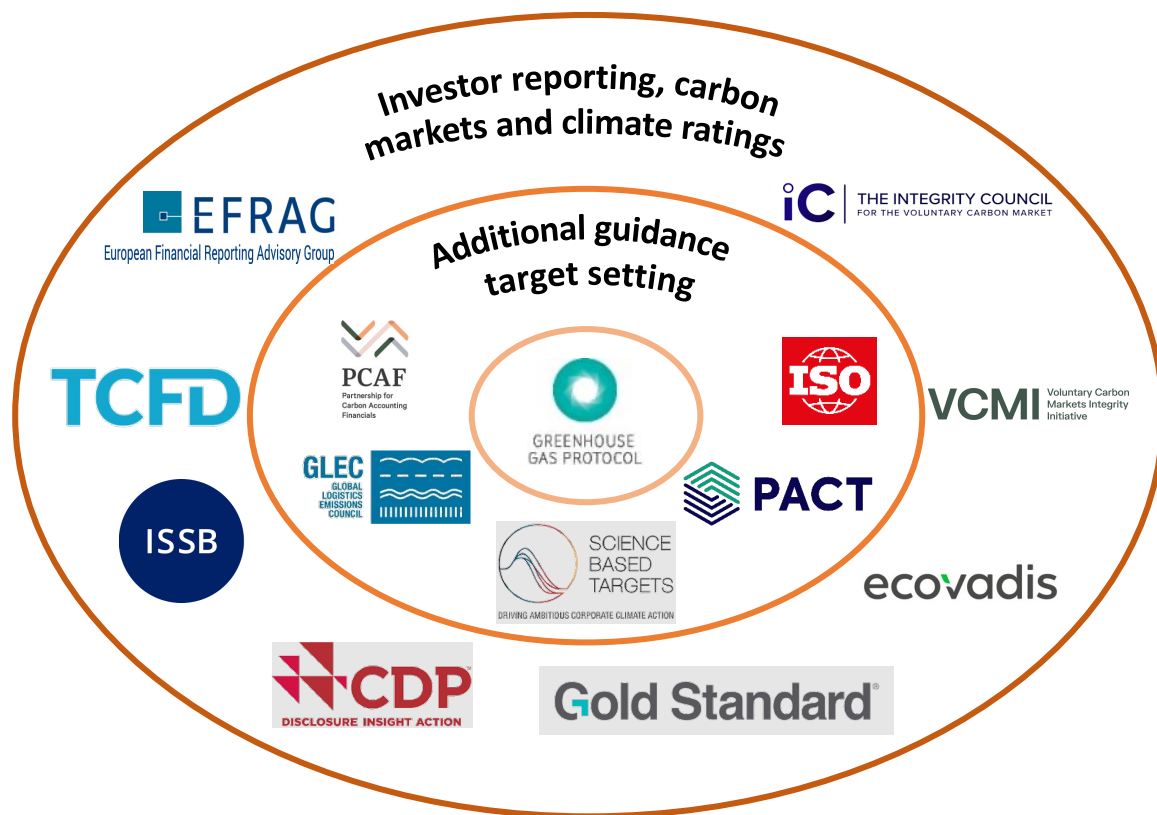 Investor reporting, carbon
markets and climate ratings
EFRAG
European Financial Reporting Advisory Group
iC
THE INTEGRITY COUNCIL
FOR THE VOLUNTARY CARBON MARKET
Additional guidance
target setting
PCAF
Partnership for
Carbon Accounting
Financials
ISO
TCFD
GREENHOUSE
GAS PROTOCOL
VCMI
Voluntary Carbon
Markets Integrity
Initiative
GLEC
GLOBAL
LOGISTICS
EMISSIONS
COUNCIL
PACT
ISSB
SCIENCE
BASED
TARGETS
DRIVING AMBITIOUS CORPORATE CLIMATE ACTION
ecovadis
CDP
DISCLOSURE INSIGHT ACTION
Gold Standard®